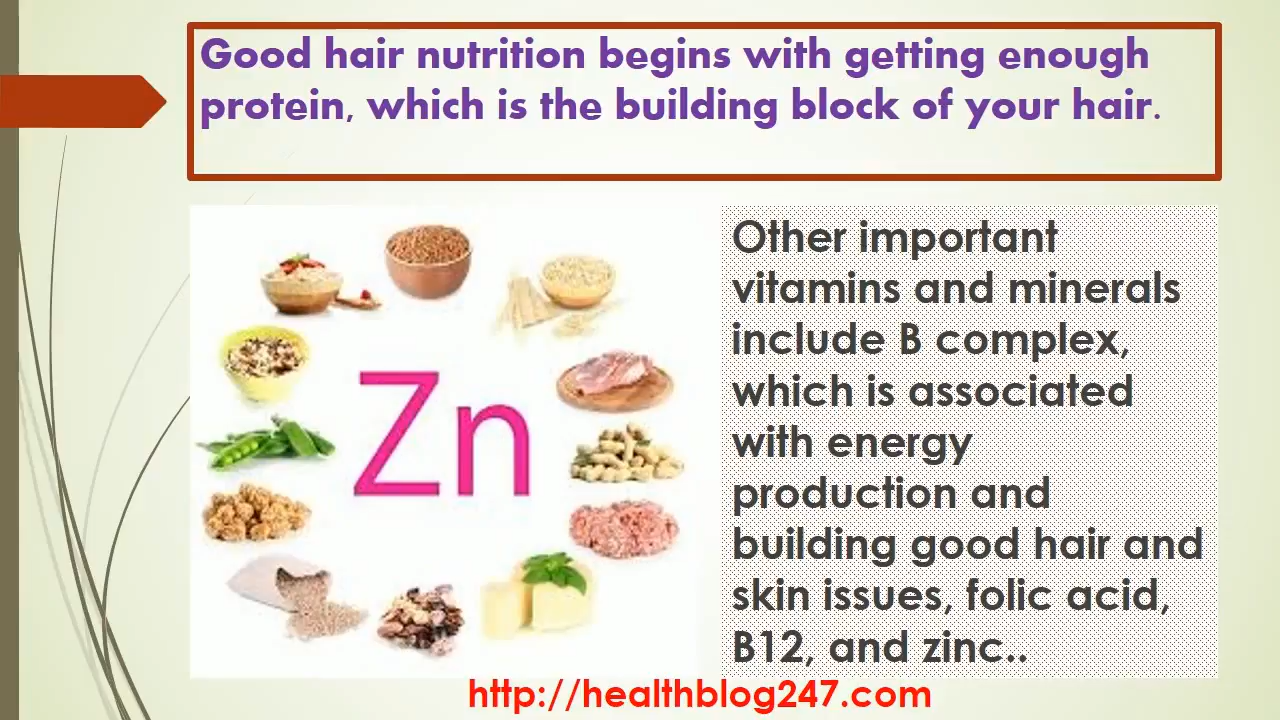 Good hair nutrition begins with getting enough
protein, which is the building block of your hair.
Zn
Other important
vitamins and minerals
include B complex,
which is associated
with energy
production and
building good hair and
skin issues, folic acid,
B12, and zinc..
http://healthblog247.com